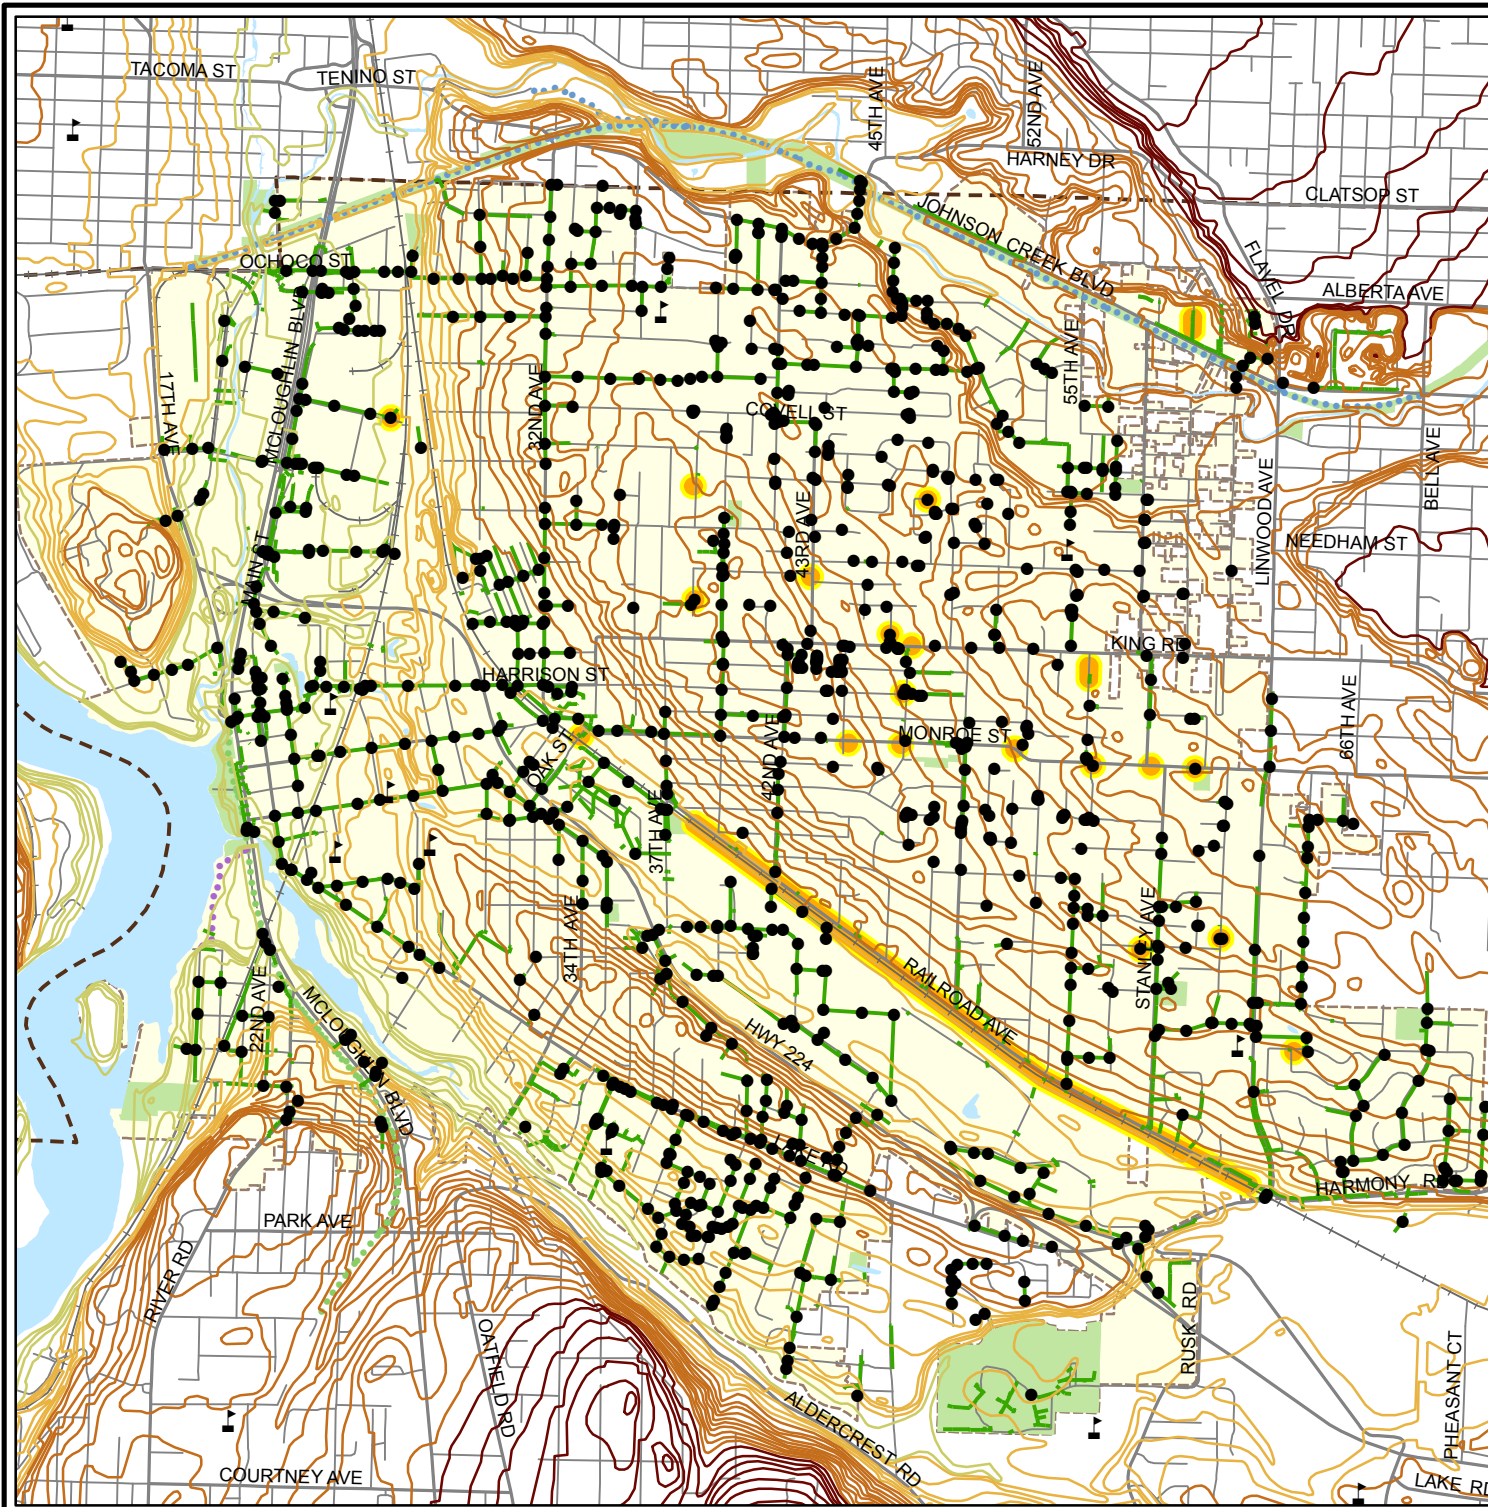 TACOMA ST
TENINO ST
45TH AVE
52ND AVE
HARNEY DR
CLATSOP ST
JOHNSON CREEK BLVD
FLAVEL DR
OCHOCO ST
ALBERTA AVE
MCLOUGHLIN BLVD
17TH AVE
32ND AVE
55TH AVE
COVELL ST
43RD AVE
LINWOOD AVE
BELL AVE
NEEDHAM ST
MAIN ST
KING RD
HARRISON ST
66TH AVE
MONROE ST
OAK ST
42ND AVE
37TH AVE
34TH AVE
STANLEY AVE
RAILROAD AVE
22ND AVE
MCLOUGHLIN BLVD
HWY 224
LAKE RD
HARMONY RD
PARK AVE
RIVER RD
OATFIELD RD
RUSK RD
PHEASANT CT
ALDERCREST RD
COURTNEY AVE
LAKE RD